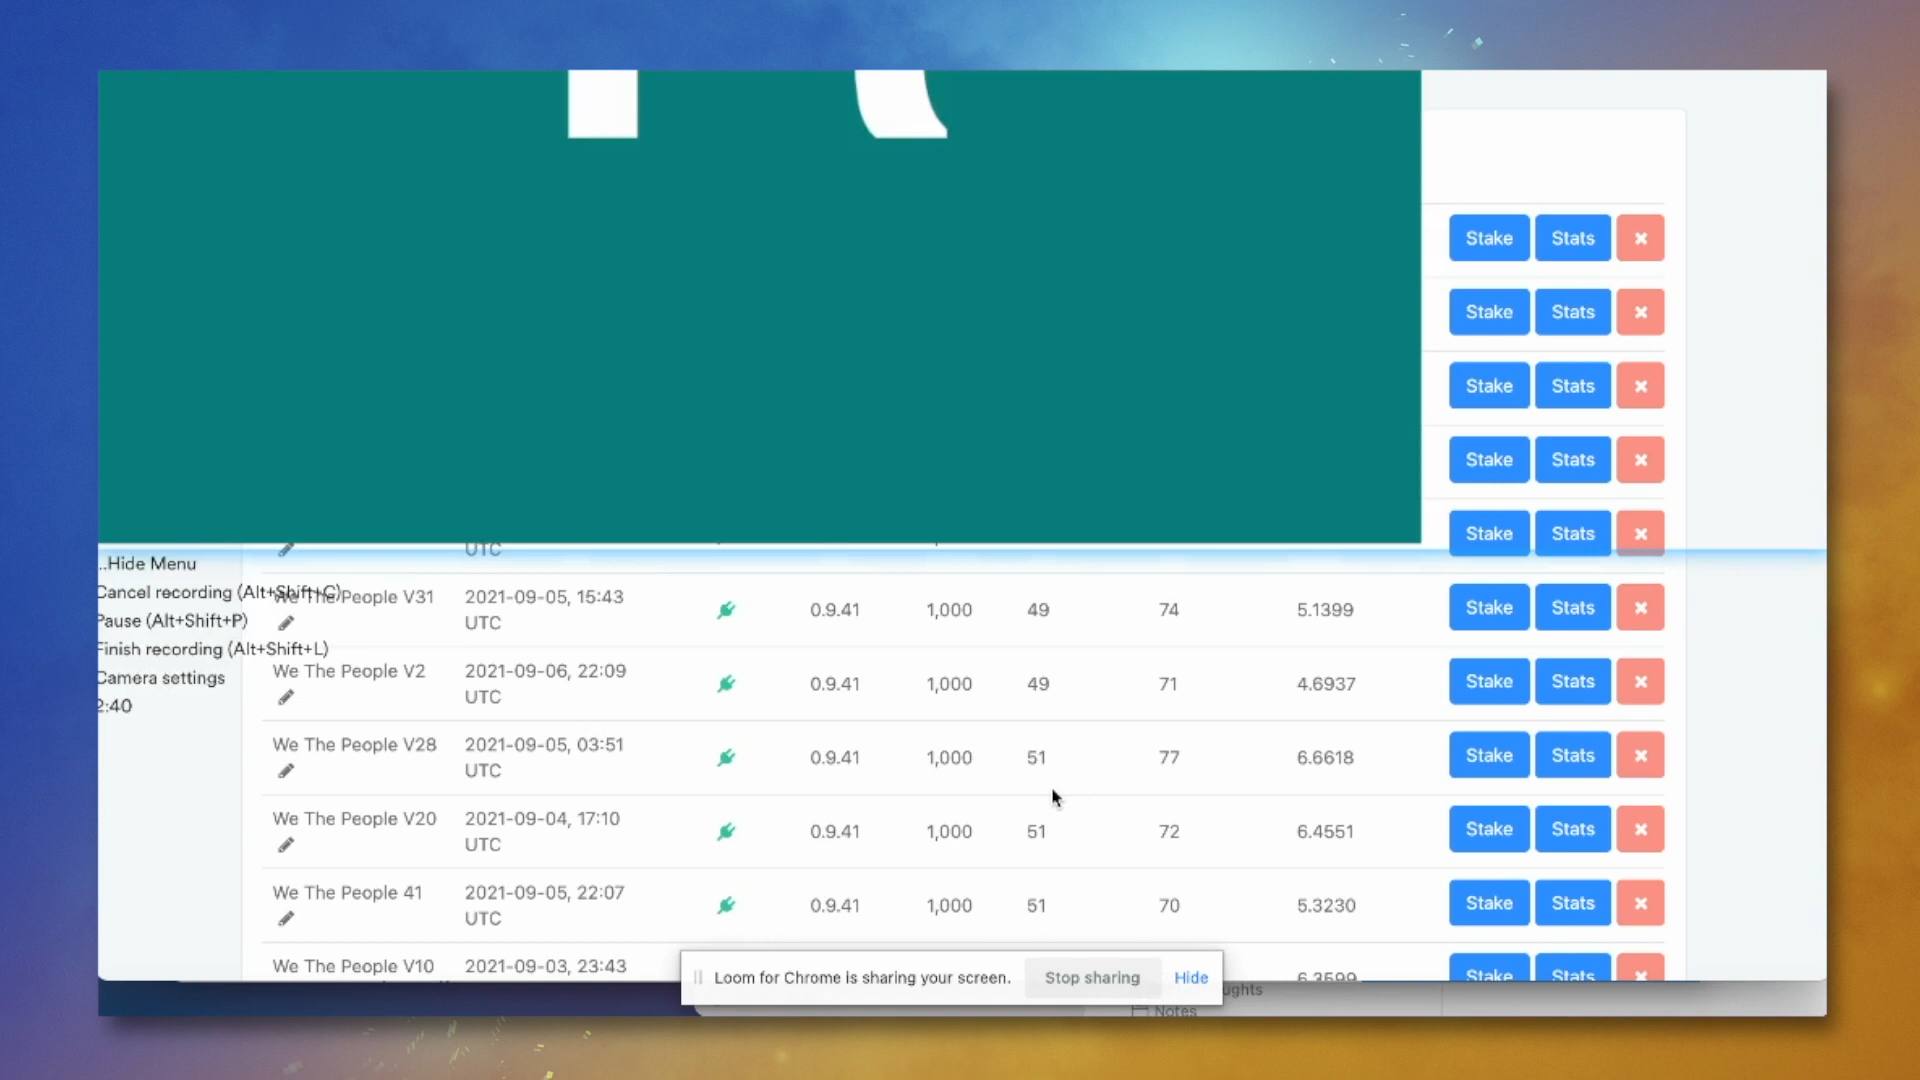 Stake Stats ×
Stake Stats ×
Stake Stats ×
Stake Stats ×
UTC Stake Stats ×
..Hide Menu
Cancel recording (Alt+Shift+C)
We The People V31 2021-09-05, 15:43 0.9.41 1,000 49 74 5.1399 Stake Stats ×
UTC
Pause (Alt+Shift+P)
Finish recording (Alt+Shift+L)
We The People V2 2021-09-06, 22:09 0.9.41 1,000 49 71 4.6937 Stake Stats ×
UTC
Camera settings
2:40
We The People V28 2021-09-05, 03:51 0.9.41 1,000 51 77 6.6618 Stake Stats ×
UTC
We The People V20 2021-09-04, 17:10 0.9.41 1,000 51 72 6.4551 Stake Stats ×
UTC
We The People 41 2021-09-05, 22:07 0.9.41 1,000 51 70 5.3230 Stake Stats ×
UTC
We The People V10 2021-09-03, 23:43 6.3599 Stake Stats ×
Loom for Chrome is sharing your screen. Stop sharing Hide
ughts
Notes